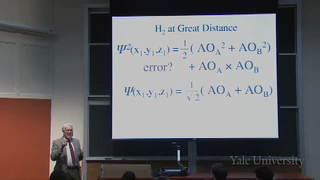 H₂ at Great Distance
Ψ²(x₁,y₁,z₁) = 1/2 ( AO_A² + AO_B² )
error? + AO_A × AO_B
Ψ(x₁,y₁,z₁) = 1/√2 ( AO_A + AO_B )
Yale University